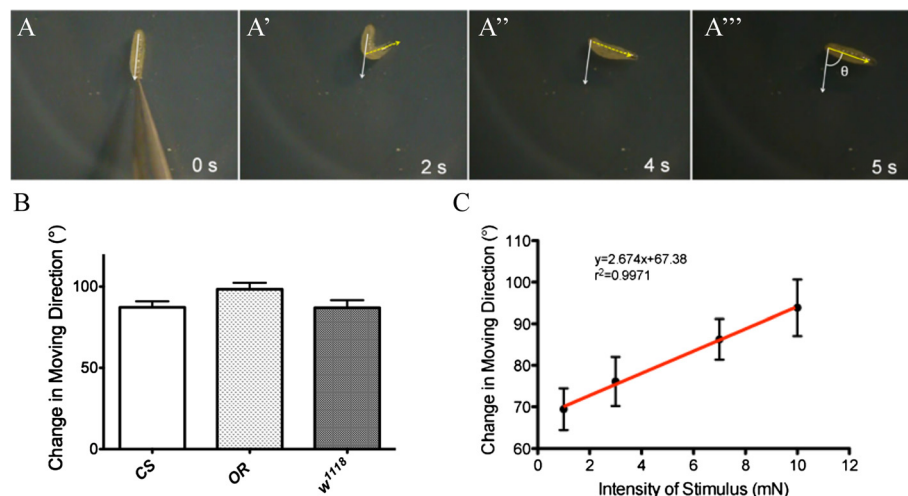 A
A’
A’’
A’’’
0 s
2 s
4 s
θ
5 s
B
Change in Moving Direction (°)
100
50
0
CS
OR
w¹¹¹⁸
C
Change in Moving Direction (°)
110
100
90
80
70
60
y=2.674x+67.38
r²=0.9971
0
2
4
6
8
10
12
Intensity of Stimulus (mN)